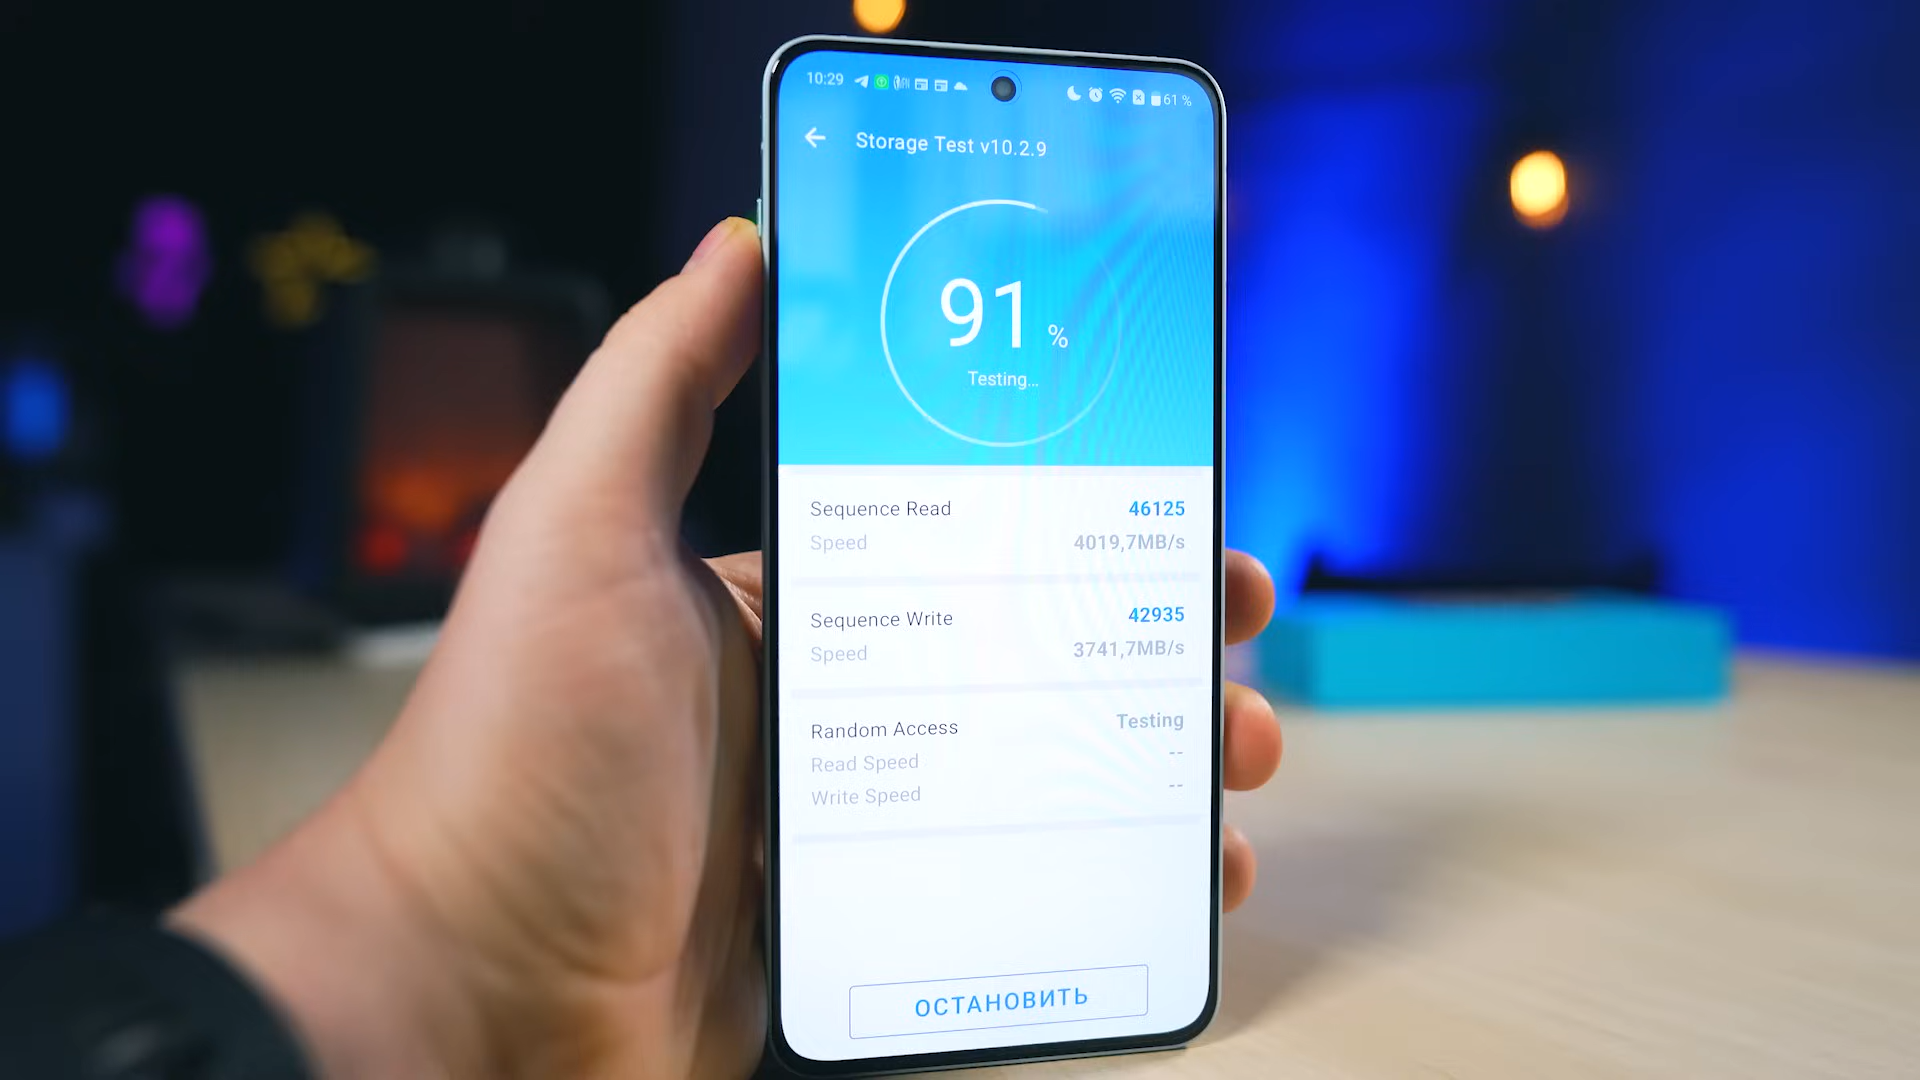 10:29 61 %
Storage Test v10.2.9
91 %
Testing...
Sequence Read 46125
Speed 4019,7MB/s
Sequence Write 42935
Speed 3741,7MB/s
Random Access Testing
Read Speed --
Write Speed --
ОСТАНОВИТЬ